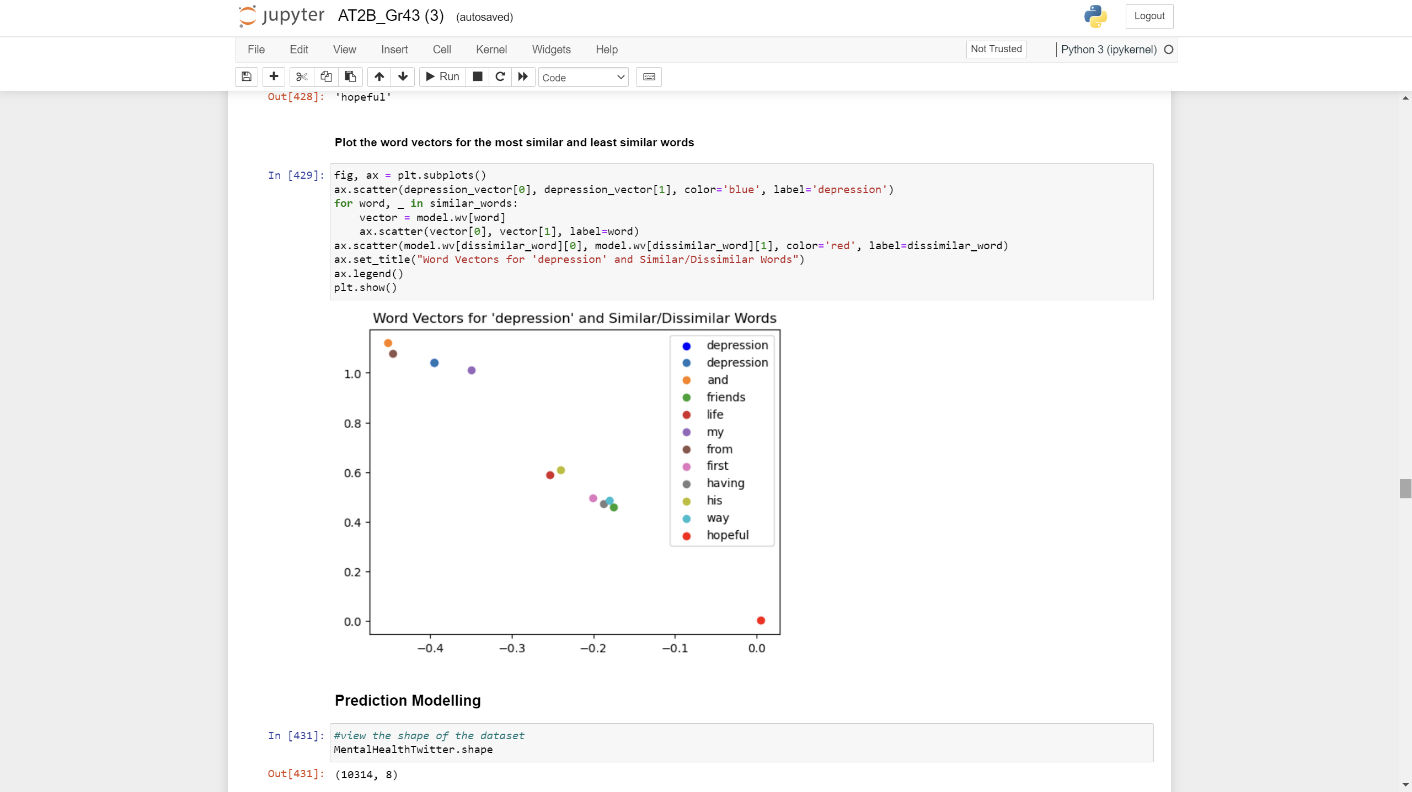 jupyter AT2B_Gr43 (3) (autosaved)
Logout
File Edit View Insert Cell Kernel Widgets Help
Not Trusted
Python 3 (ipykernel)
Run
Code
Out[428]: 'hopeful'
Plot the word vectors for the most similar and least similar words
In [429]: fig, ax = plt.subplots()
ax.scatter(depression_vector[0], depression_vector[1], color='blue', label='depression')
for word, _ in similar_words:
    vector = model.wv[word]
    ax.scatter(vector[0], vector[1], label=word)
ax.scatter(model.wv[dissimilar_word][0], model.wv[dissimilar_word][1], color='red', label=dissimilar_word)
ax.set_title("Word Vectors for 'depression' and Similar/Dissimilar Words")
ax.legend()
plt.show()
Word Vectors for 'depression' and Similar/Dissimilar Words
depression
depression
and
friends
life
my
from
first
having
his
way
hopeful
1.0
0.8
0.6
0.4
0.2
0.0
−0.4 −0.3 −0.2 −0.1 0.0
Prediction Modelling
In [431]: #view the shape of the dataset
MentalHealthTwitter.shape
Out[431]: (10314, 8)